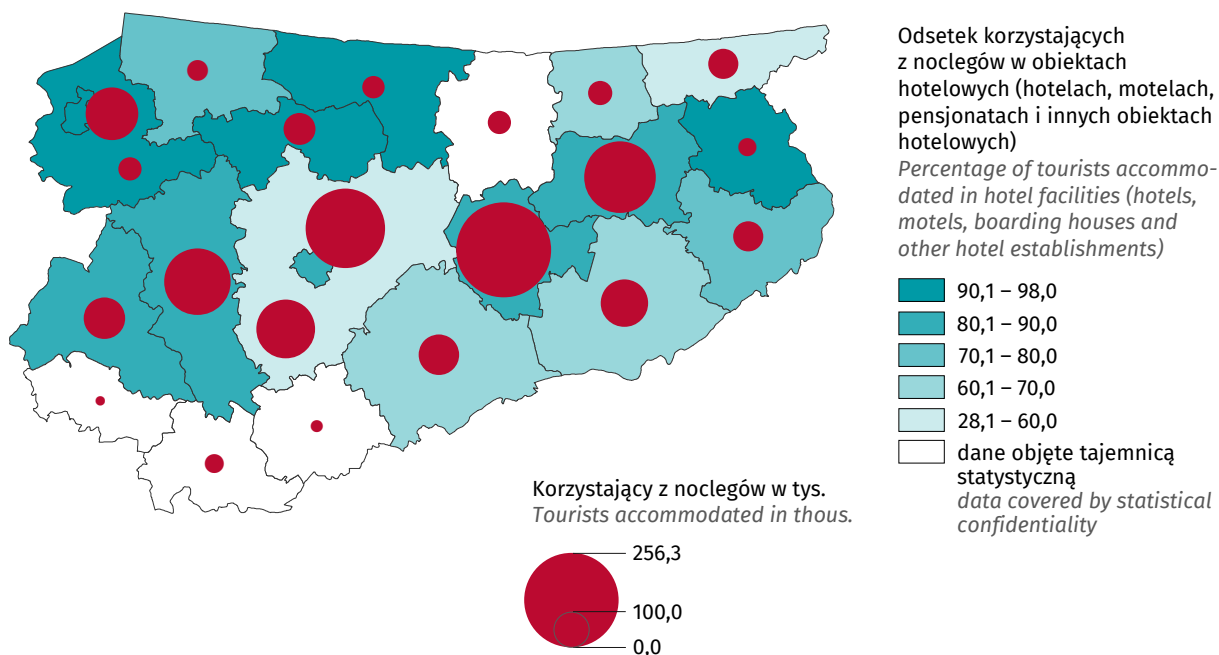 Odsetek korzystających
z noclegów w obiektach
hotelowych (hotelach, motelach,
pensjonatach i innych obiektach
hotelowych)
Percentage of tourists accommo-
dated in hotel facilities (hotels,
motels, boarding houses and
other hotel establishments)
90,1 – 98,0
80,1 – 90,0
70,1 – 80,0
60,1 – 70,0
28,1 – 60,0
dane objęte tajemnicą
statystyczną
data covered by statistical
confidentiality
Korzystający z noclegów w tys.
Tourists accommodated in thous.
256,3
100,0
0,0